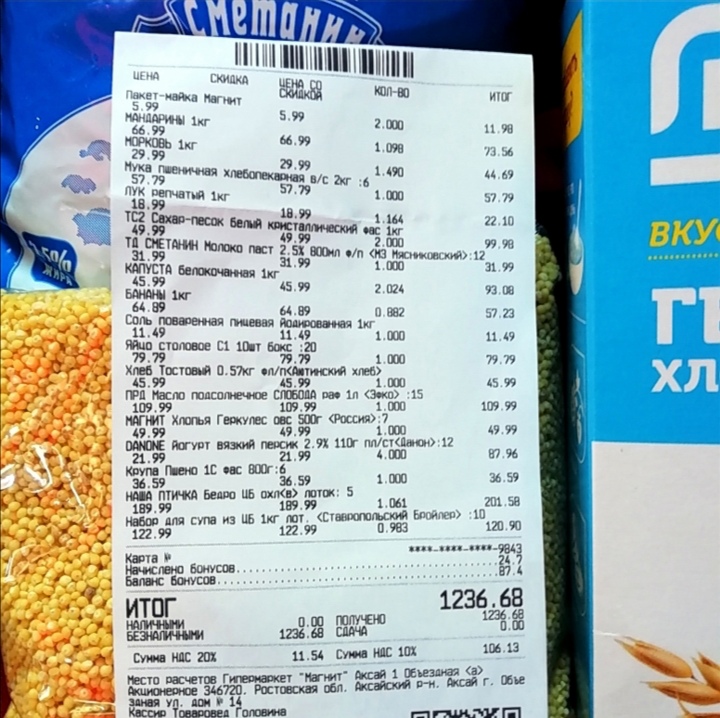 Сметанин
ЦЕНА СКИДКА ЦЕНА СО СКИДКОЙ КОЛ-ВО ИТОГ
Пакет-майка Магнит
5.99 5.99 2.000 11.98
МАНДАРИНЫ 1кг
66.99 66.99 1.098 73.56
МОРКОВЬ 1кг
29.99 29.99 1.490 44.69
Мука пшеничная хлебопекарная в/с 2кг :6
57.79 57.79 1.000 57.79
ЛУК репчатый 1кг
18.99 18.99 1.164 22.10
ТС2 Сахар-песок белый кристаллический фас 1кг
49.99 49.99 2.000 99.98
ТД СМЕТАНИН Молоко паст 2.5% 800мл ф/п <МЗ Мясниковский>:12
31.99 31.99 1.000 31.99
КАПУСТА белокочанная 1кг
45.99 45.99 2.024 93.08
БАНАНЫ 1кг
64.89 64.89 0.882 57.23
Соль поваренная пищевая йодированная 1кг
11.49 11.49 1.000 11.49
Яйцо столовое С1 10шт бокс :20
79.79 79.79 1.000 79.79
Хлеб Тостовый 0.57кг фл/п<Аютинский хлеб>
45.99 45.99 1.000 45.99
ПРД Масло подсолнечное СЛОБОДА раф 1л <Эфко> :15
109.99 109.99 1.000 109.99
МАГНИТ Хлопья Геркулес овс 500г <Россия>:7
49.99 49.99 1.000 49.99
DANONE Йогурт вязкий персик 2.9% 110г пл/ст<Данон>:12
21.99 21.99 4.000 87.96
Крупа Пшено 1С фас 800г:6
36.59 36.59 1.000 36.59
НАША ПТИЧКА Бедро ЦБ охл<в> лоток: 5
189.99 189.99 1.061 201.58
Набор для супа из ЦБ 1кг лот. <Ставропольский Бройлер> :10
122.99 122.99 0.983 120.90
Карта № ****-****-****-9843
Начислено бонусов 24.7
Баланс бонусов 87.4
ИТОГ 1236.68
НАЛИЧНЫМИ 0.00 ПОЛУЧЕНО 1236.68
БЕЗНАЛИЧНЫМИ 1236.68 СДАЧА 0.00
Сумма НДС 20% 11.54 Сумма НДС 10% 106.13
Место расчетов Гипермаркет "Магнит" Аксай 1 Объездная <а>
Акционерное 346720. Ростовская обл. Аксайский р-н. Аксай г. Объе
здная ул. дом № 14
Кассир Товаровед Головина
2.5%
ЖИРА
ВКУС
ХЛ